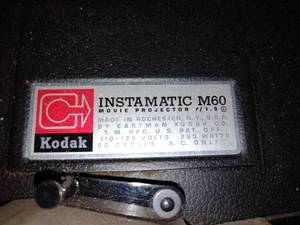 INSTAMATIC M60
MOVIE PROJECTOR f/1.5
MADE IN ROCHESTER, N.Y., U.S.A.
BY EASTMAN KODAK CO.
T.M. REG. U.S. PAT. OFF.
110-125 VOLTS 250 WATTS
60 CYCLES A.C. ONLY
Kodak